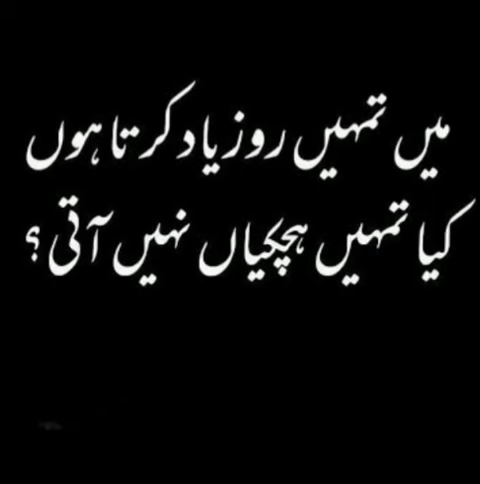 میں تمہیں روز یاد کرتا ہوں
کیا تمہیں ہچکیاں نہیں آتی ؟